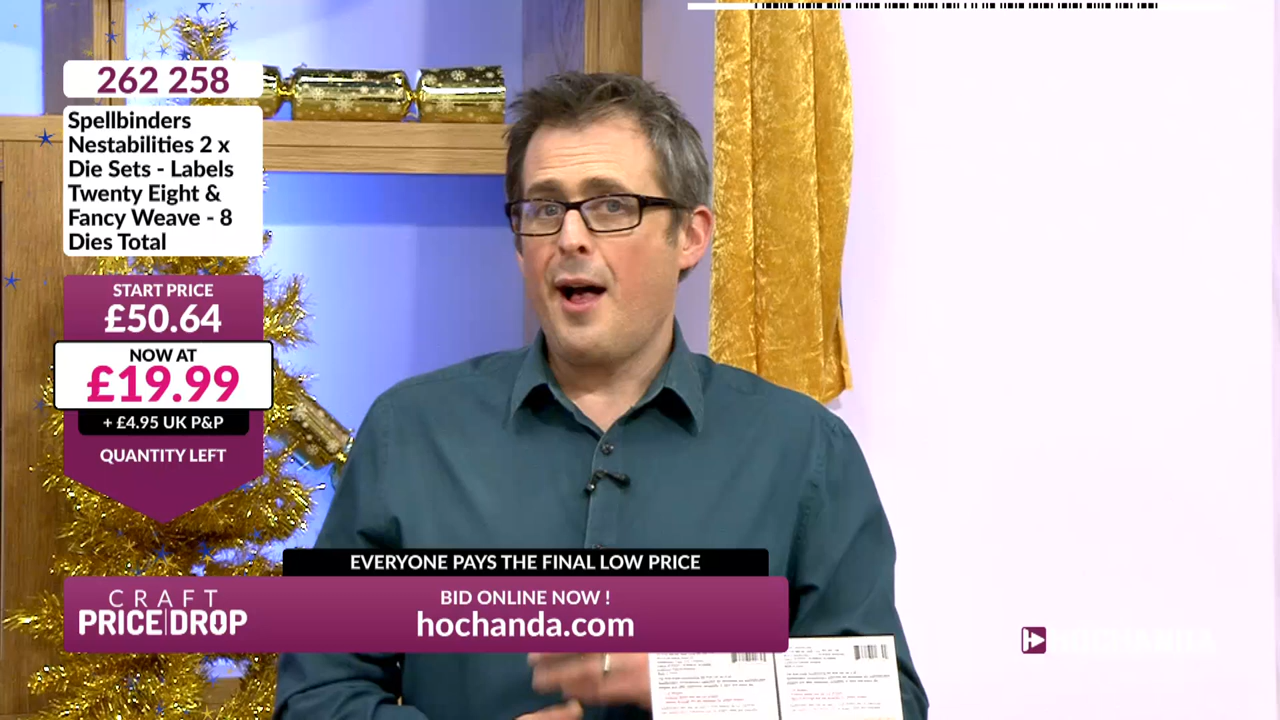 262 258
Spellbinders
Nestabilities 2 x
Die Sets - Labels
Twenty Eight &
Fancy Weave - 8
Dies Total
START PRICE
£50.64
NOW AT
£19.99
+ £4.95 UK P&P
QUANTITY LEFT
EVERYONE PAYS THE FINAL LOW PRICE
CRAFT
PRICE DROP
BID ONLINE NOW !
hochanda.com